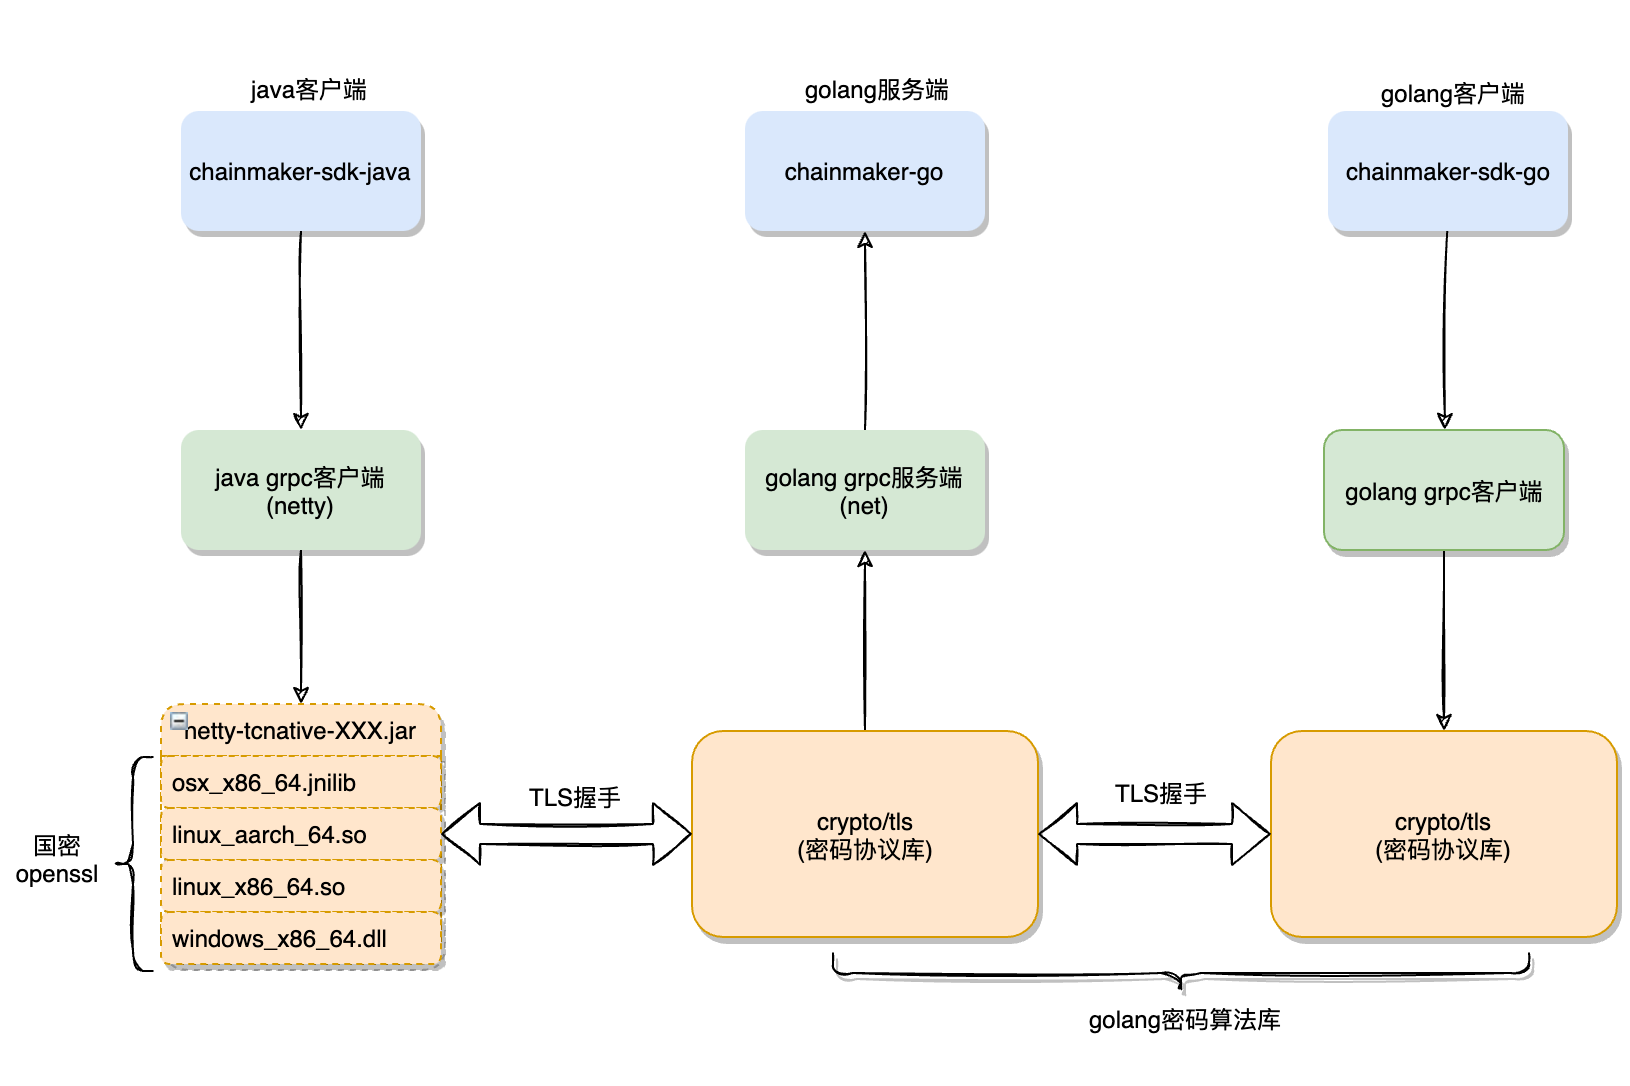 java客户端
golang服务端
golang客户端
chainmaker-sdk-java
chainmaker-go
chainmaker-sdk-go
java grpc客户端
(netty)
golang grpc服务端
(net)
golang grpc客户端
netty-tcnative-XXX.jar
osx_x86_64.jnilib
linux_aarch_64.so
linux_x86_64.so
windows_x86_64.dll
国密
openssl
TLS握手
crypto/tls
(密码协议库)
TLS握手
crypto/tls
(密码协议库)
golang密码算法库